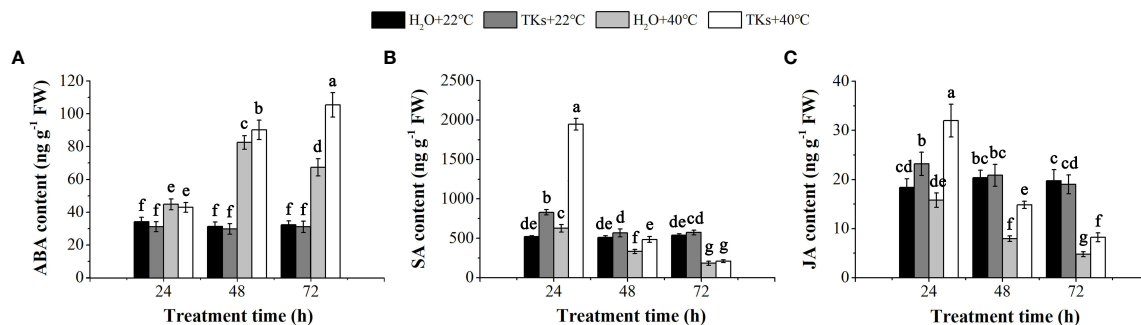 H₂O+22℃ TKs+22℃ H₂O+40℃ TKs+40℃
A
ABA content (ng g⁻¹ FW)
120
100
80
60
40
20
0
f f e e
f f c b
f f d a
24 48 72
Treatment time (h)
B
SA content (ng g⁻¹ FW)
2500
2000
1500
1000
500
0
de b c a
de d f e
de cd g g
24 48 72
Treatment time (h)
C
JA content (ng g⁻¹ FW)
40
30
20
10
0
cd b de a
bc bc f e
c cd g f
24 48 72
Treatment time (h)